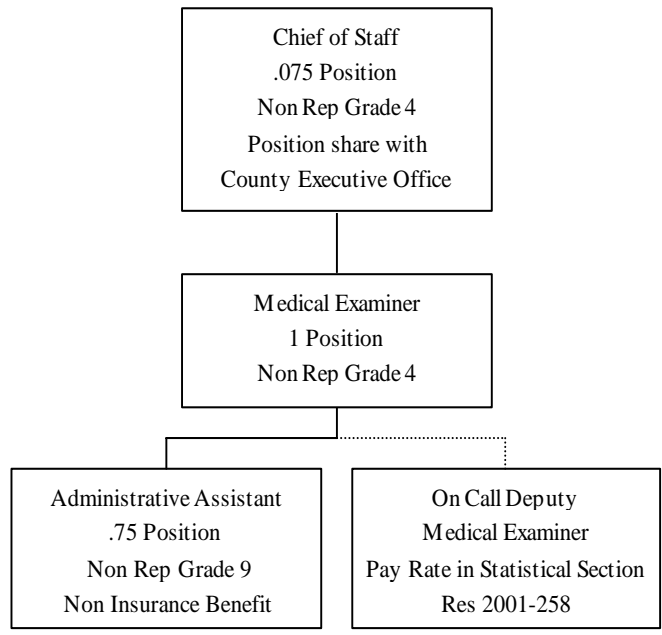 Chief of Staff
.075 Position
Non Rep Grade 4
Position share with
County Executive Office
Medical Examiner
1 Position
Non Rep Grade 4
Administrative Assistant
.75 Position
Non Rep Grade 9
Non Insurance Benefit
On Call Deputy
Medical Examiner
Pay Rate in Statistical Section
Res 2001-258